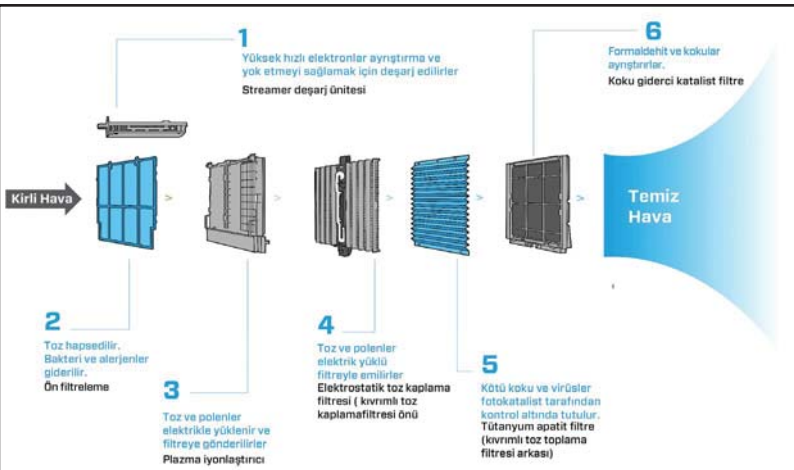 1
Yüksek hızlı elektronlar ayrıştırma ve
yok etmeyi sağlamak için deşarj edilirler
Streamer deşarj ünitesi
6
Formaldehit ve kokular
ayrıştırırlar.
Koku giderci katalist filtre
Kirli Hava
Temiz
Hava
2
Toz hapsedilir.
Bakteri ve alerjenler
giderilir.
Ön filtreleme
3
Toz ve polenler
elektrikle yüklenir ve
filtreye gönderilirler
Plazma iyonlaştırıcı
4
Toz ve polenler
elektrik yüklü
filtreyle emilirler
Elektrostatik toz kaplama
filtresi ( kıvrımlı toz
kaplamafiltresi önü
5
Kötü koku ve virüsler
fotokatalist tarafından
kontrol altında tutulur.
Tütanyum apatit filtre
(kıvrımlı toz toplama
filtresi arkası)